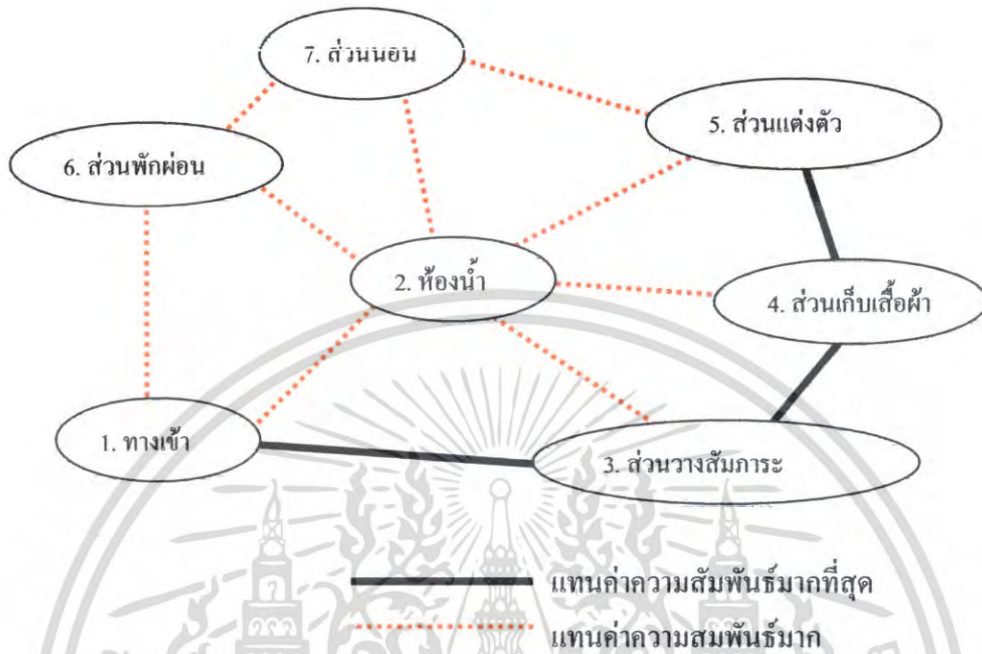 7. ส่วนนอน
5. ส่วนแต่งตัว
6. ส่วนพักผ่อน
2. ห้องน้ำ
4. ส่วนเก็บเสื้อผ้า
1. ทางเข้า
3. ส่วนวางสัมภาระ
แทนค่าความสัมพันธ์มากที่สุด
แทนค่าความสมพันธ์มาก